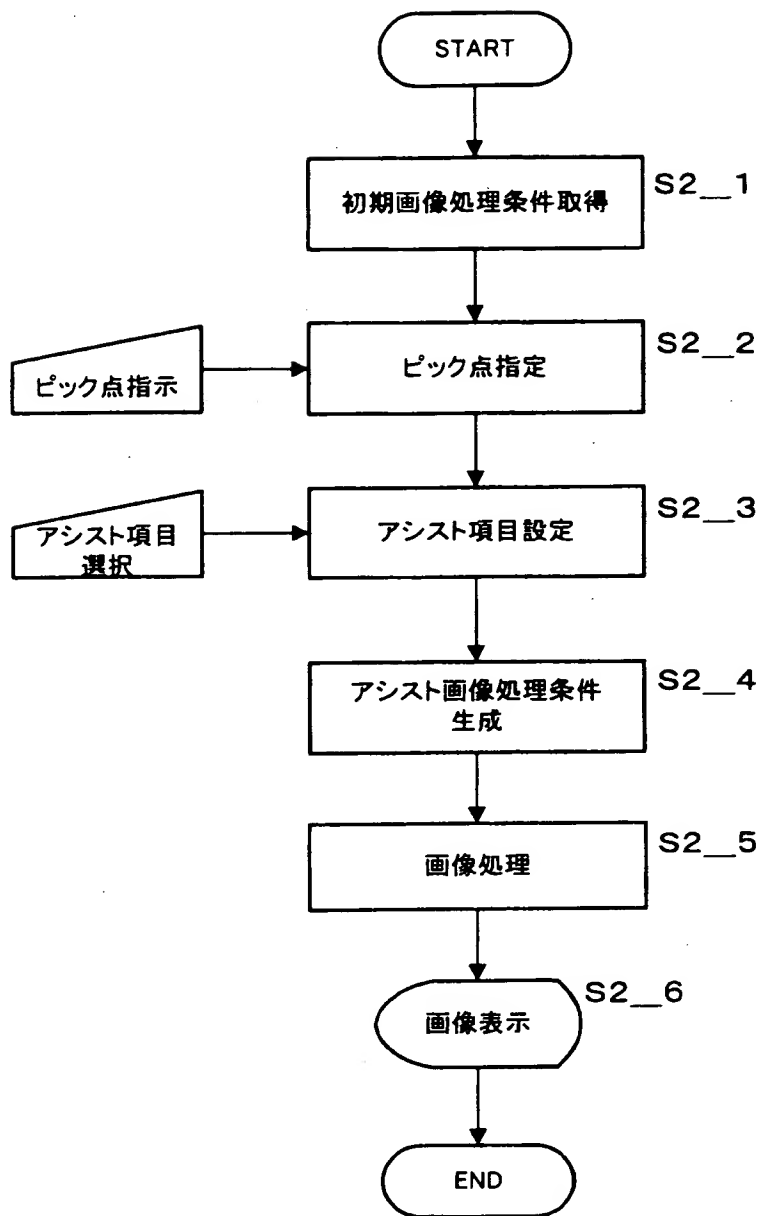 START
初期画像処理条件取得
S2__1
ピック点指示
ピック点指定
S2__2
アシスト項目
選択
アシスト項目設定
S2__3
アシスト画像処理条件
生成
S2__4
画像処理
S2__5
画像表示
S2__6
END